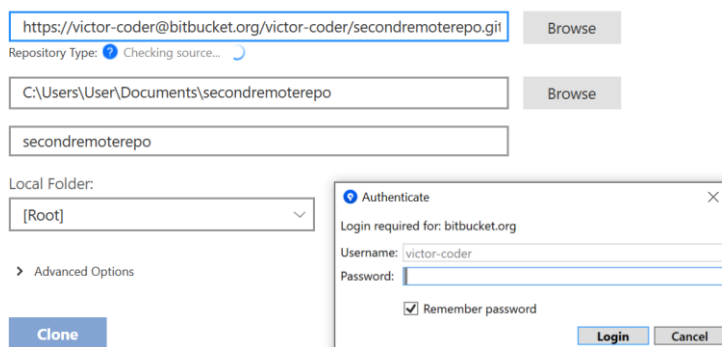 https://victor-coder@bitbucket.org/victor-coder/secondremoterepo.git
Browse
Repository Type: ? Checking source...
C:\Users\User\Documents\secondremoterepo
Browse
secondremoterepo
Local Folder:
[Root]
Advanced Options
Clone
Authenticate
Login required for: bitbucket.org
Username: victor-coder
Password:
Remember password
Login Cancel